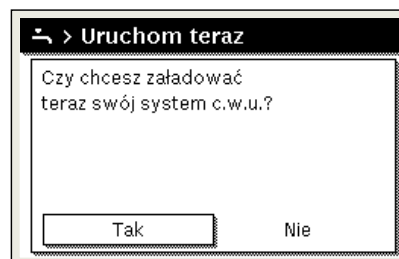 > Uruchom teraz
Czy chcesz załadować
teraz swój system c.w.u.?
Tak
Nie